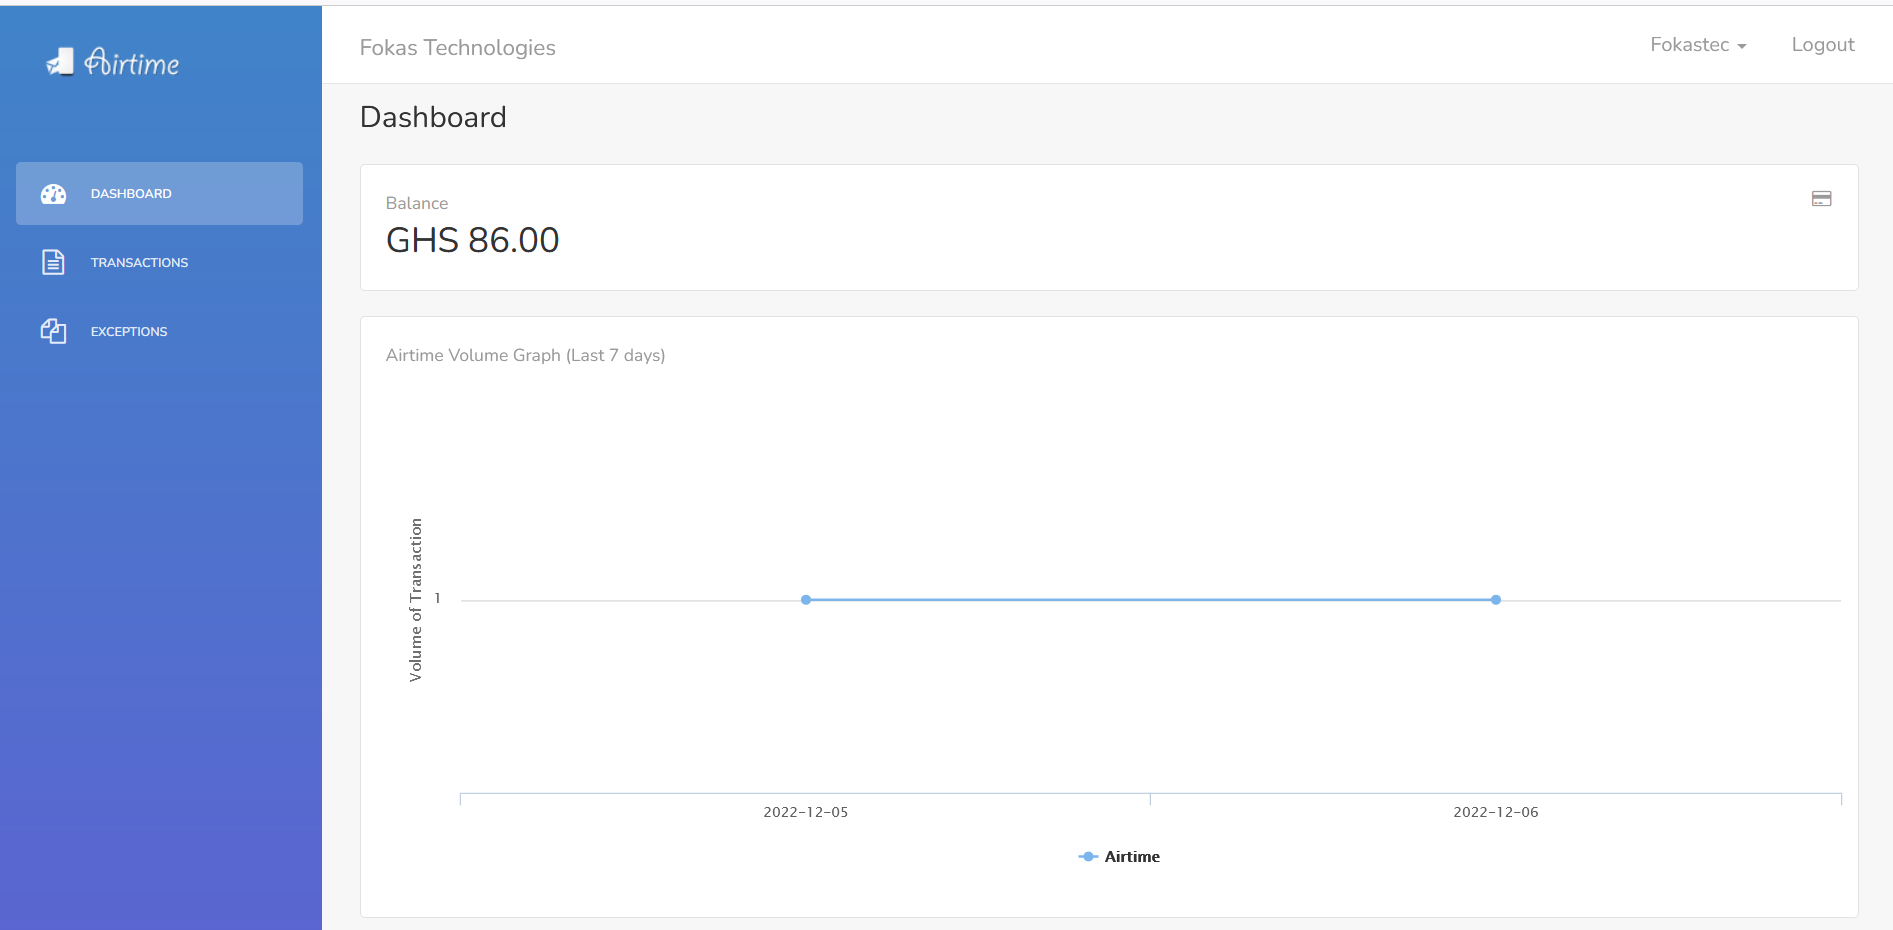 Airtime
Fokas Technologies
Fokastec
Logout
DASHBOARD
TRANSACTIONS
EXCEPTIONS
Dashboard
Balance
GHS 86.00
Airtime Volume Graph (Last 7 days)
Volume of Transaction
1
2022-12-05
2022-12-06
Airtime